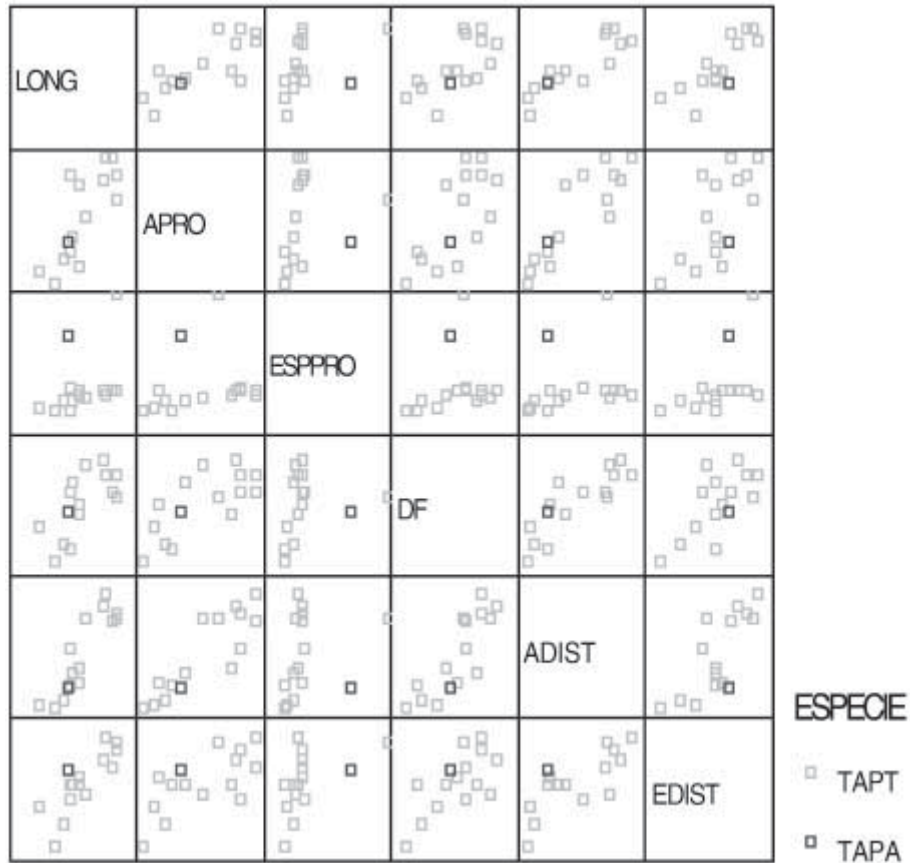 LONG
APRO
ESPPRO
DF
ADIST
EDIST
ESPECIE
TAPT
TAPA